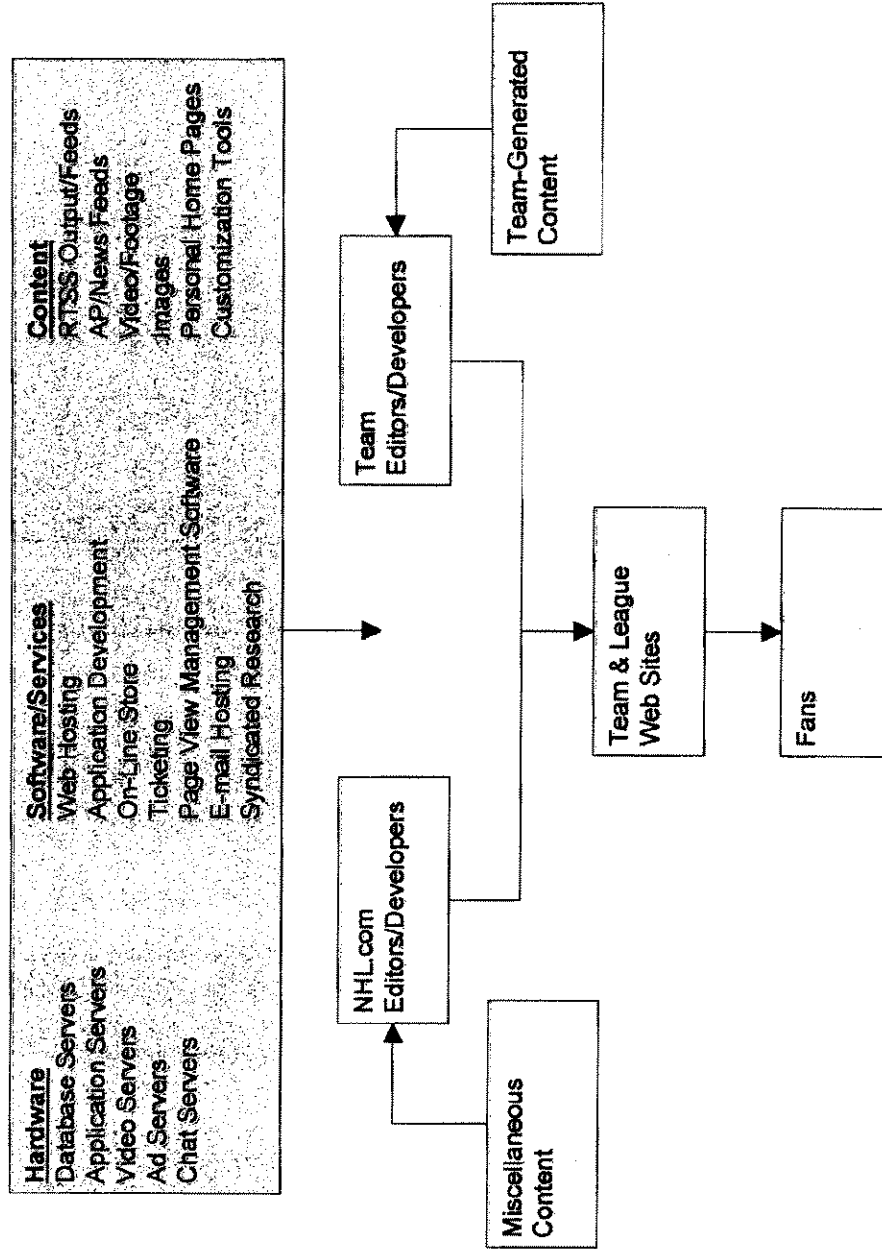 Hardware
Database Servers
Application Servers
Video Servers
Ad Servers
Chat Servers
Software/Services
Web Hosting
Application Development
On-Line Store
Ticketing
Page View Management Software
E-mail Hosting
Syndicated Research
Content
RTSS Output/Feeds
AP/News Feeds
Video/Footage
Images
Personal Home Pages
Customization Tools
NHL.com
Editors/Developers
Team
Editors/Developers
Miscellaneous
Content
Team-Generated
Content
Team & League
Web Sites
Fans